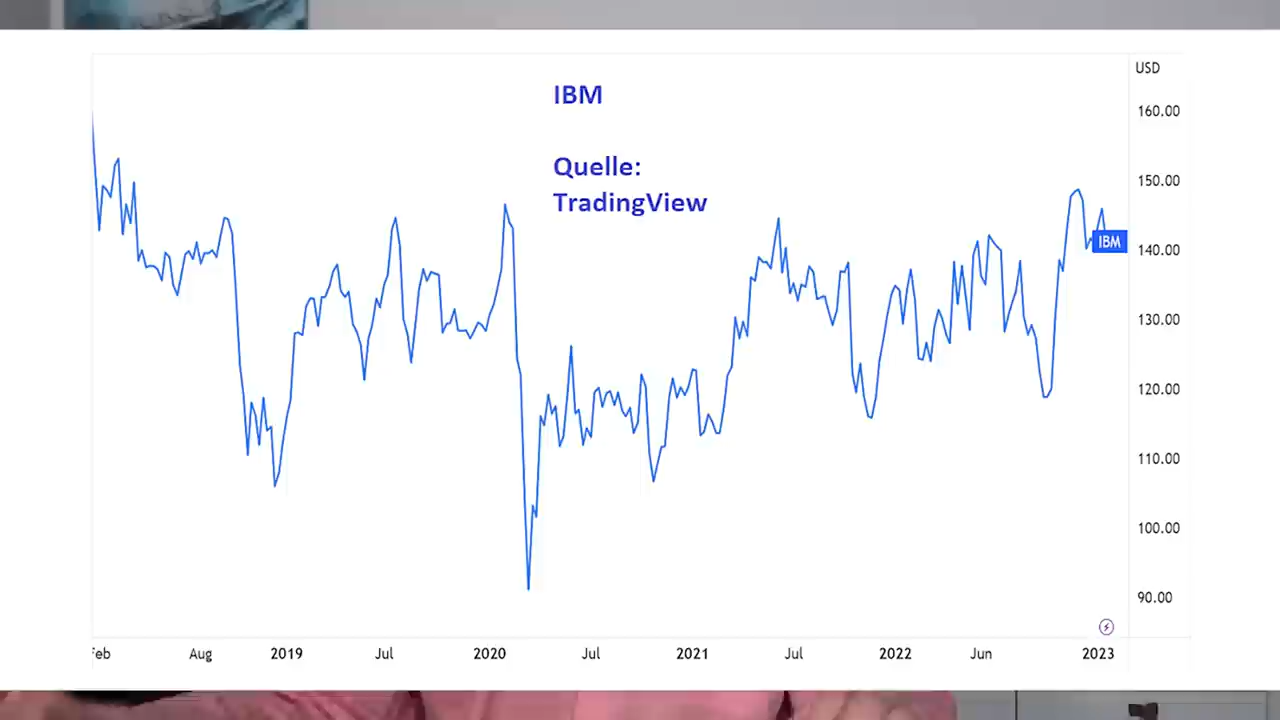 IBM
Quelle:
TradingView
USD
160.00
150.00
IBM
140.00
130.00
120.00
110.00
100.00
90.00
Feb Aug 2019 Jul 2020 Jul 2021 Jul 2022 Jun 2023